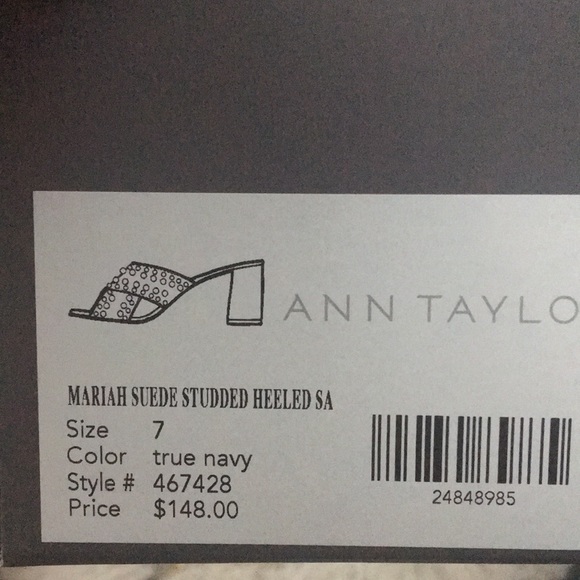 ANN TAYLO
MARIAH SUEDE STUDDED HEELED SA
Size 7
Color true navy
Style # 467428
Price $148.00
24848985